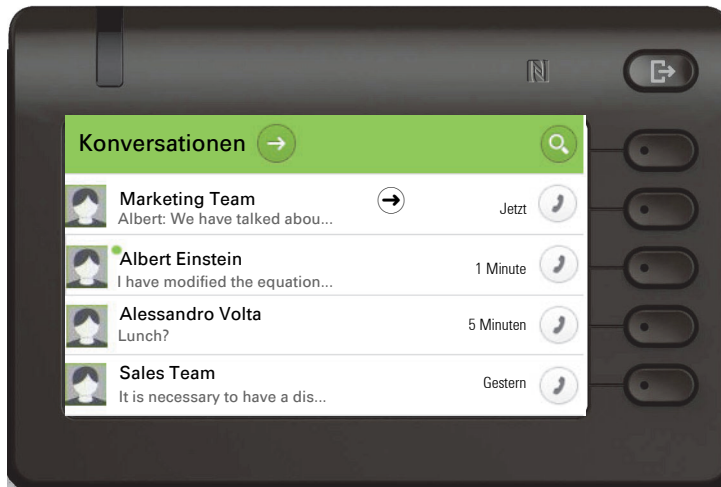 Konversationen
Marketing Team
Jetzt
Albert: We have talked abou...
Albert Einstein
1 Minute
I have modified the equation...
Alessandro Volta
5 Minuten
Lunch?
Sales Team
Gestern
It is necessary to have a dis...